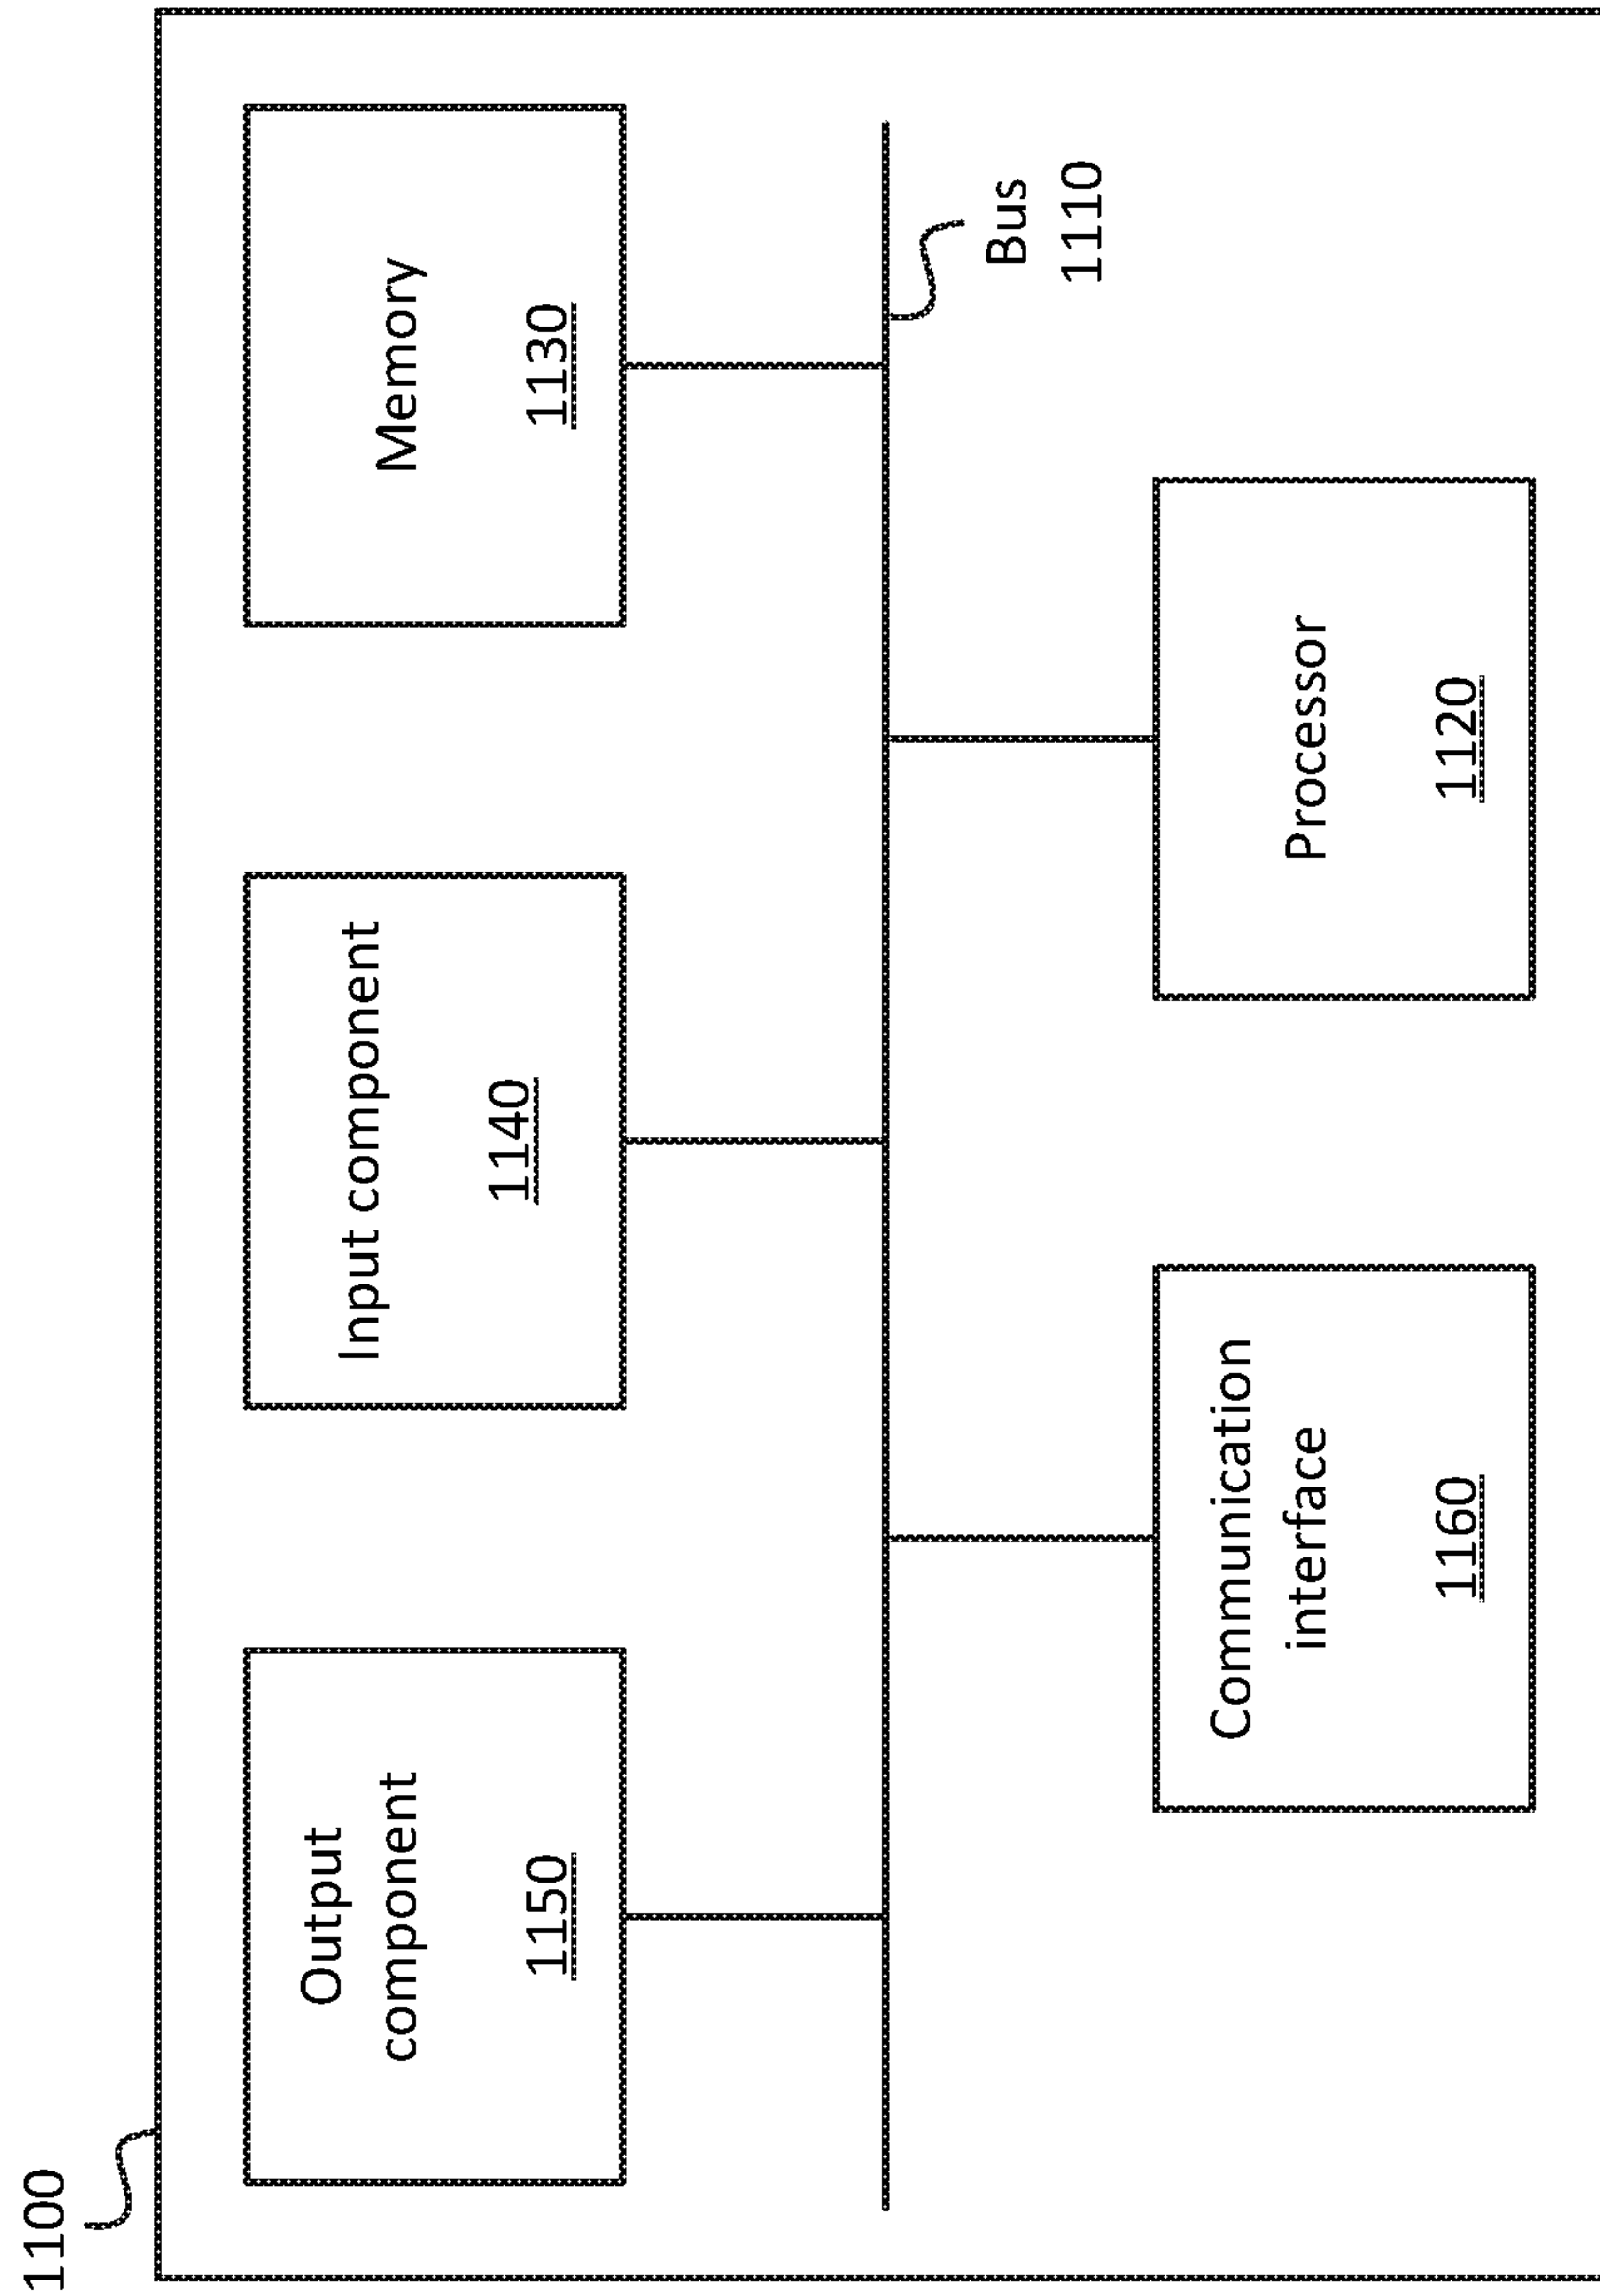 1100
Output
component
1150
Input component
1140
Memory
1130
Bus
1110
Communication
interface
1160
Processor
1120